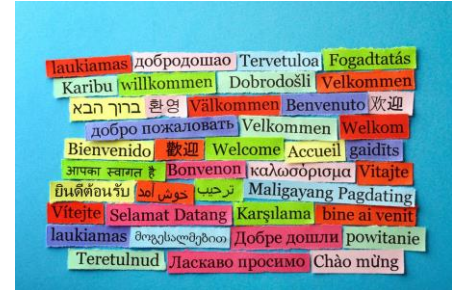 laukiamas добродошао Tervetuloa Fogadtatás
Karibu willkommen Dobrodošli Velkommen
ברוך הבא 환영 Välkommen Benvenuto 欢迎
добро пожаловать Velkommen Welkom
Bienvenido 歡迎 Welcome Accueil gaidīts
आपका स्वागत है Bonvenon καλωσόρισμα Vitajte
ยินดีต้อนรับ خوش آمد ترحيب Maligayang Pagdating
Vítejte Selamat Datang Karşılama bine ai venit
laukiamas მოგესალმებით Добре дошли powitanie
Teretulnud Ласкаво просимо Chào mừng